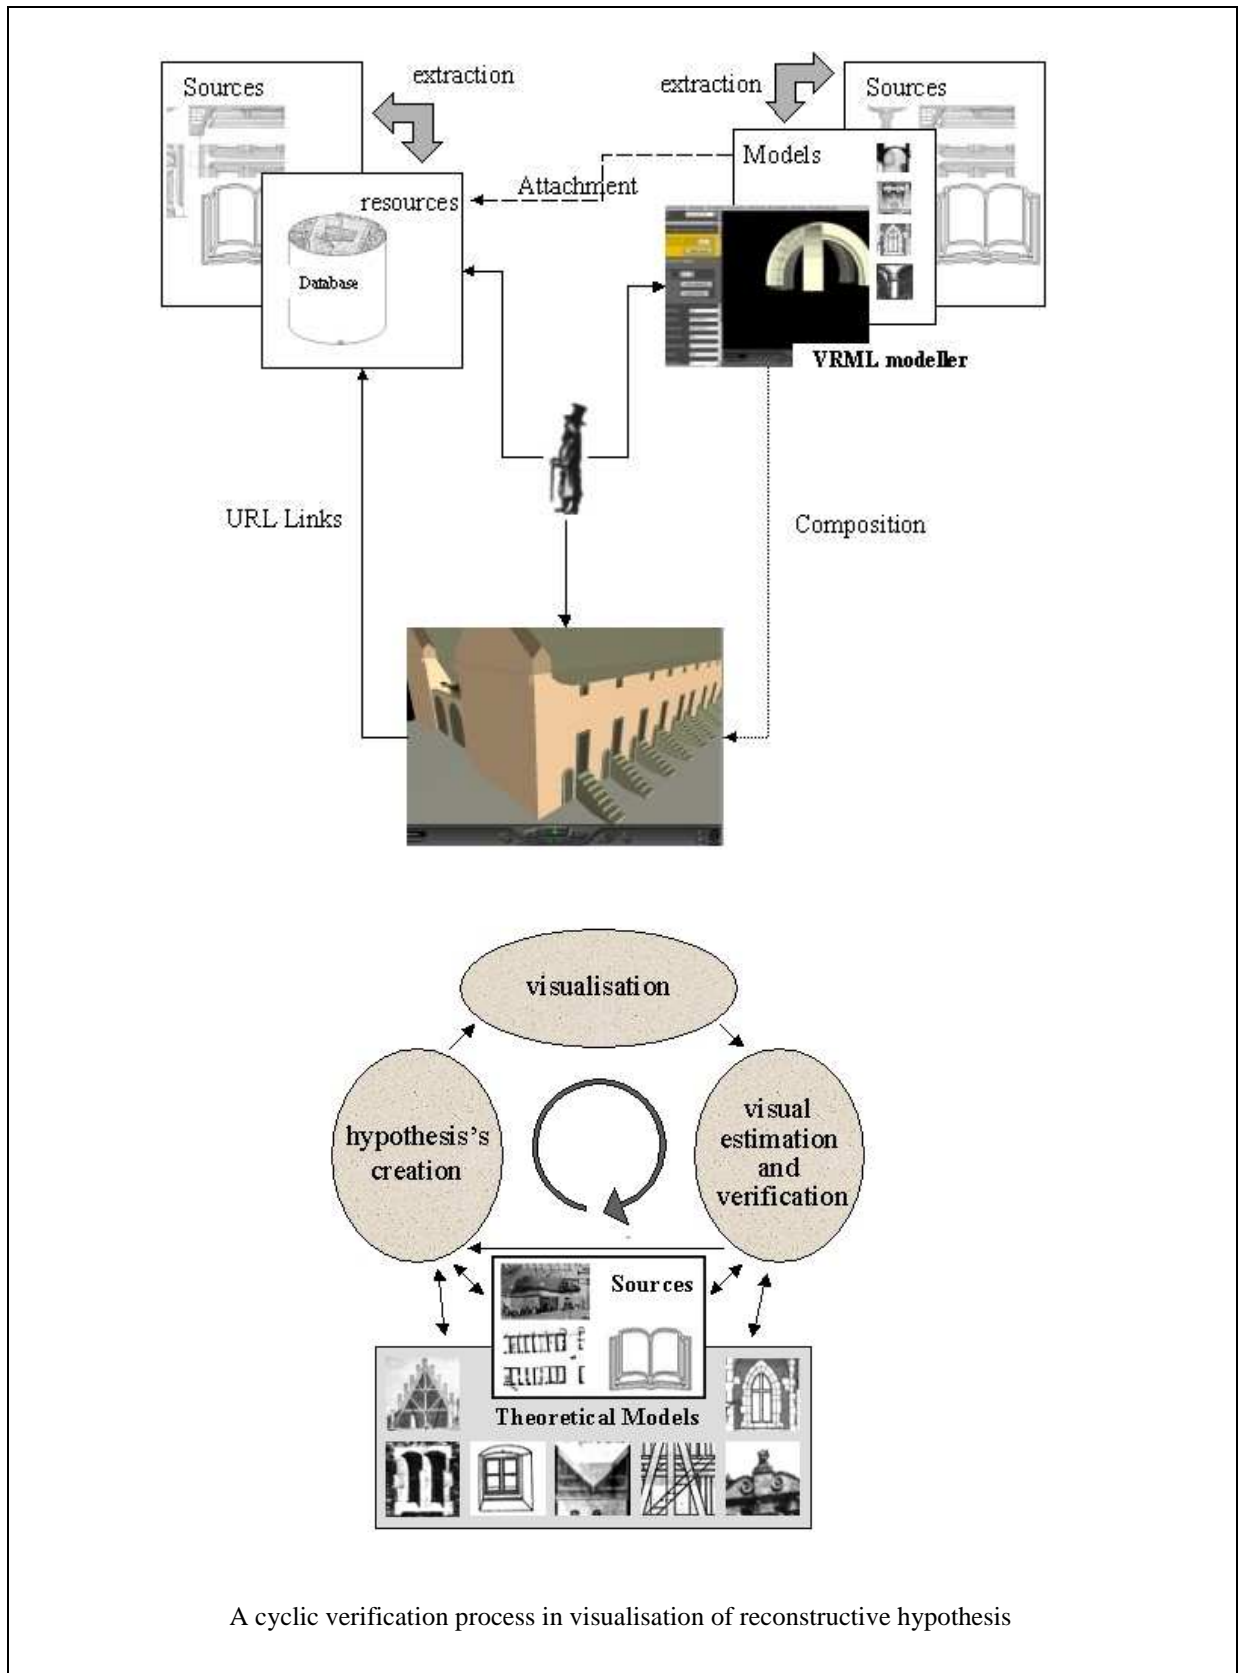 Sources
extraction
extraction
Sources
Models
Attachment
resources
Database
VRML modeller
URL Links
Composition
visualisation
hypothesis's
creation
visual
estimation
and
verification
Sources
Theoretical Models
A cyclic verification process in visualisation of reconstructive hypothesis